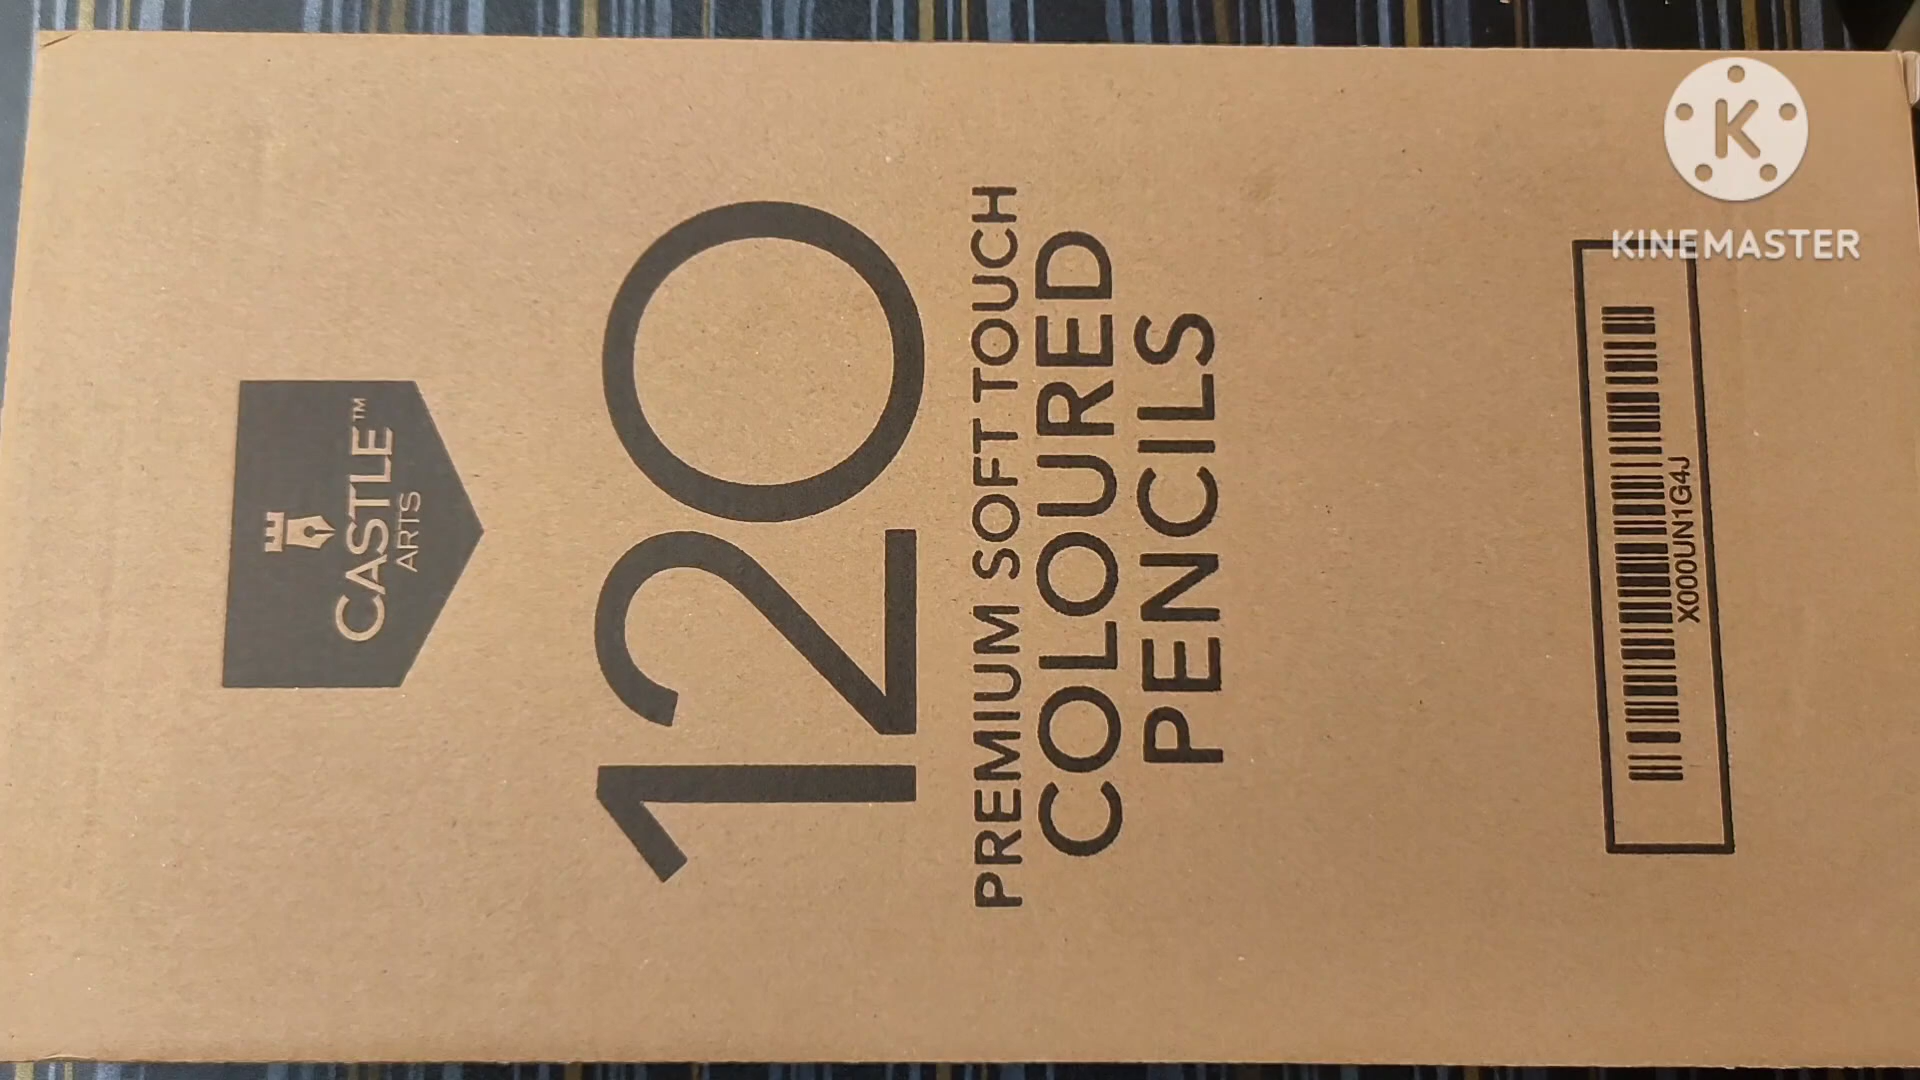 CASTLE™
ARTS
120
PREMIUM SOFT TOUCH
COLOURED
PENCILS
X000UN1G4J
K
KINEMASTER